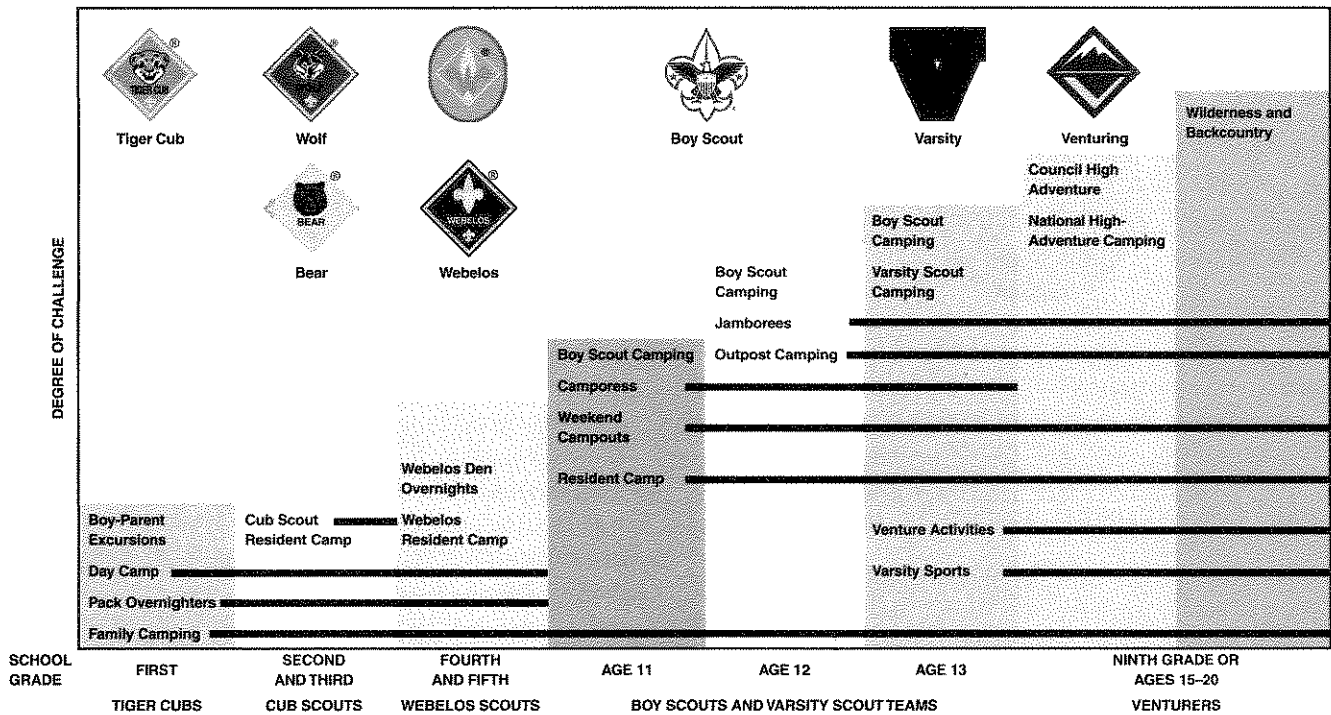 TIGER CUB
®
®
®
Tiger Cub
Wolf
Boy Scout
Varsity
Venturing
Wilderness and
Backcountry
BEAR
®
WEBELOS
®
Bear
Webelos
Council High
Adventure
National High-
Adventure Camping
Boy Scout
Camping
Varsity Scout
Camping
Boy Scout
Camping
Jamborees
Boy Scout Camping
Outpost Camping
Camporess
Weekend
Campouts
Resident Camp
Webelos Den
Overnights
Boy-Parent
Excursions
Cub Scout
Resident Camp
Webelos
Resident Camp
Venture Activities
Day Camp
Varsity Sports
Pack Overnighters
Family Camping
DEGREE OF CHALLENGE
SCHOOL
GRADE
FIRST
SECOND
AND THIRD
FOURTH
AND FIFTH
AGE 11
AGE 12
AGE 13
NINTH GRADE OR
AGES 15–20
TIGER CUBS
CUB SCOUTS
WEBELOS SCOUTS
BOY SCOUTS AND VARSITY SCOUT TEAMS
VENTURERS